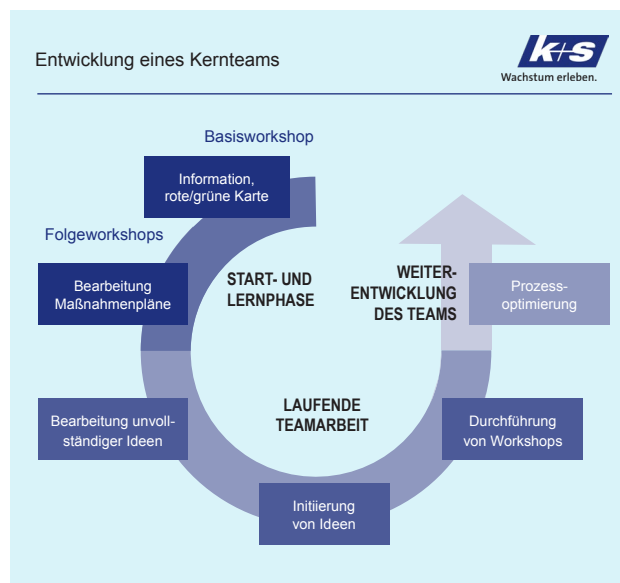 Entwicklung eines Kernteams
k+s
Wachstum erleben.
Basisworkshop
Information,
rote/grüne Karte
Folgeworkshops
Bearbeitung
Maßnahmenpläne
START- UND
LERNPHASE
WEITER-
ENTWICKLUNG
DES TEAMS
Prozess-
optimierung
LAUFENDE
TEAMARBEIT
Bearbeitung unvoll-
ständiger Ideen
Durchführung
von Workshops
Initiierung
von Ideen